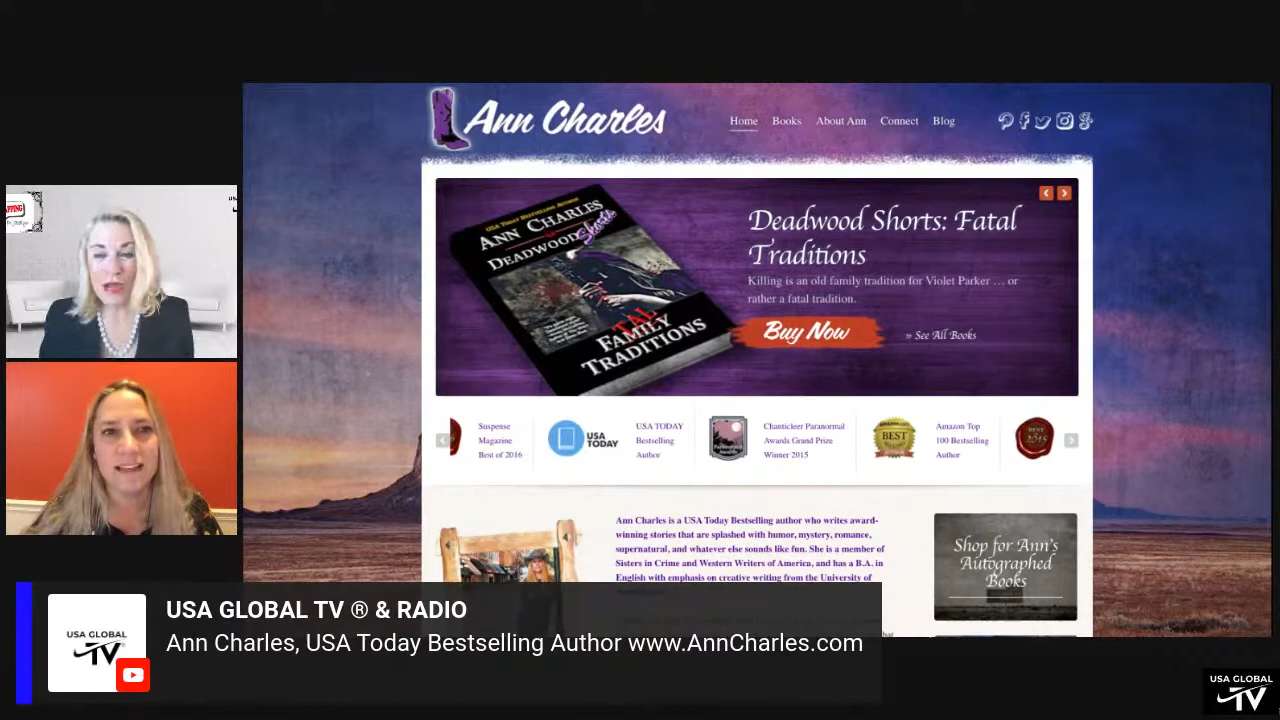 Ann Charles
Home Books About Ann Connect Blog
USA TODAY BESTSELLING AUTHOR
ANN CHARLES
DEADWOOD Shorts
FATAL
FAMILY
TRADITIONS
Deadwood Shorts: Fatal
Traditions
Killing is an old family tradition for Violet Parker … or
rather a fatal tradition.
Buy Now
» See All Books
Suspense
Magazine
Best of 2016
USA
TODAY
USA TODAY
Bestselling
Author
Chanticleer Paranormal
Awards Grand Prize
Winner 2015
BEST
Amazon Top
100 Bestselling
Author
BEST
2015
Ann Charles is a USA Today Bestselling author who writes award-
winning stories that are splashed with humor, mystery, romance,
supernatural, and whatever else sounds like fun. She is a member of
Sisters in Crime and Western Writers of America, and has a B.A. in
English with emphasis on creative writing from the University of
Shop for Ann's
Autographed
Books
USA GLOBAL
TV
USA GLOBAL TV ® & RADIO
Ann Charles, USA Today Bestselling Author www.AnnCharles.com
USA GLOBAL
TV